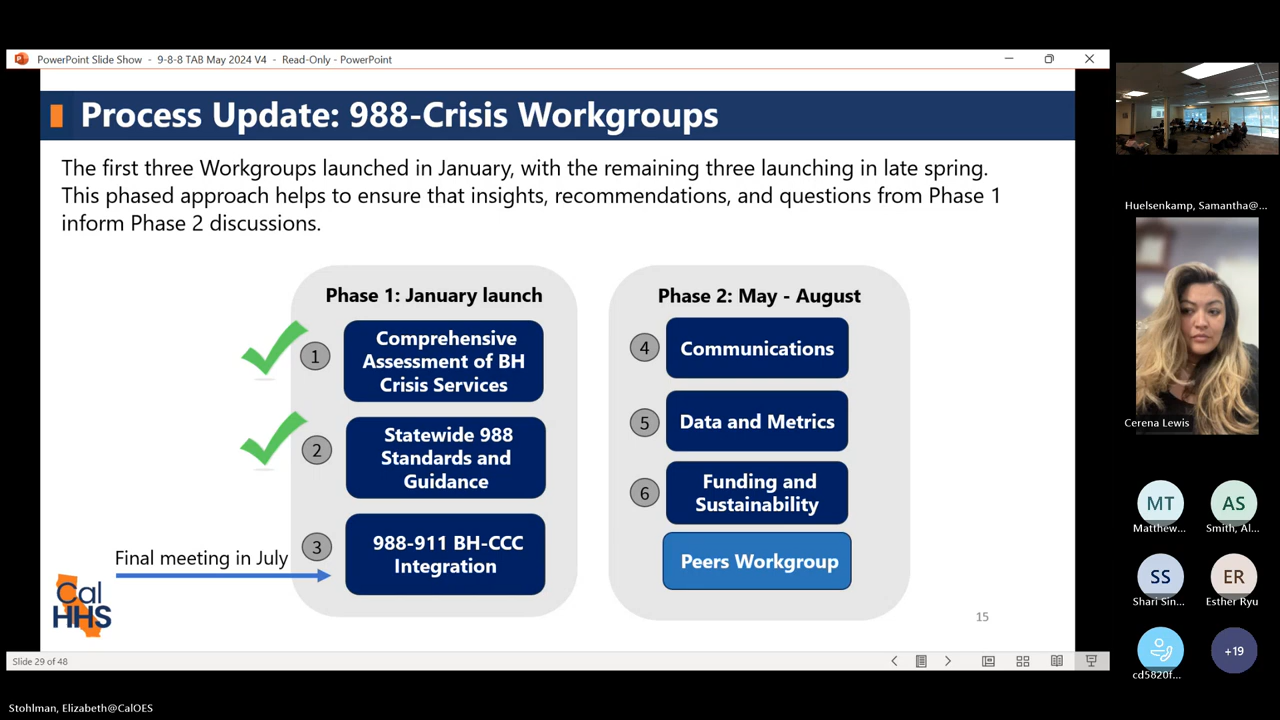 PowerPoint Slide Show - 9-8-8 TAB May 2024 V4 - Read-Only - PowerPoint
Process Update: 988-Crisis Workgroups
The first three Workgroups launched in January, with the remaining three launching in late spring.
This phased approach helps to ensure that insights, recommendations, and questions from Phase 1
inform Phase 2 discussions.
Phase 1: January launch
1
Comprehensive
Assessment of BH
Crisis Services
2
Statewide 988
Standards and
Guidance
Final meeting in July
3
988-911 BH-CCC
Integration
Phase 2: May - August
4
Communications
5
Data and Metrics
6
Funding and
Sustainability
Peers Workgroup
Cal
HHS
15
Slide 29 of 48
Stohlman, Elizabeth@CalOES
Huelsenkamp, Samantha@...
Cerena Lewis
MT
Matthew...
AS
Smith, Al...
SS
Shari Sin...
ER
Esther Ryu
cd5820f...
+19